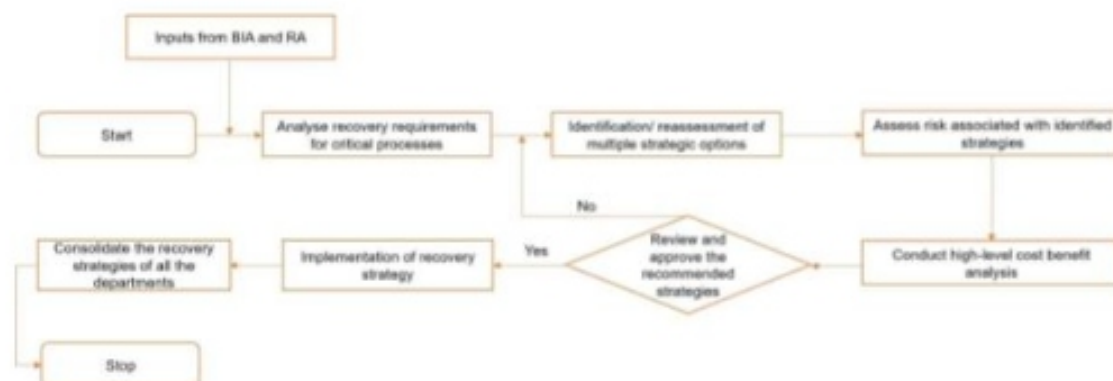 Inputs from BIA and RA
Start
Analyse recovery requirements
for critical processes
Identification/ reassessment of
multiple strategic options
Assess risk associated with identified
strategies
No
Consolidate the recovery
strategies of all the
departments
Implementation of recovery
strategy
Yes
Review and
approve the
recommended
strategies
Conduct high-level cost benefit
analysis
Stop